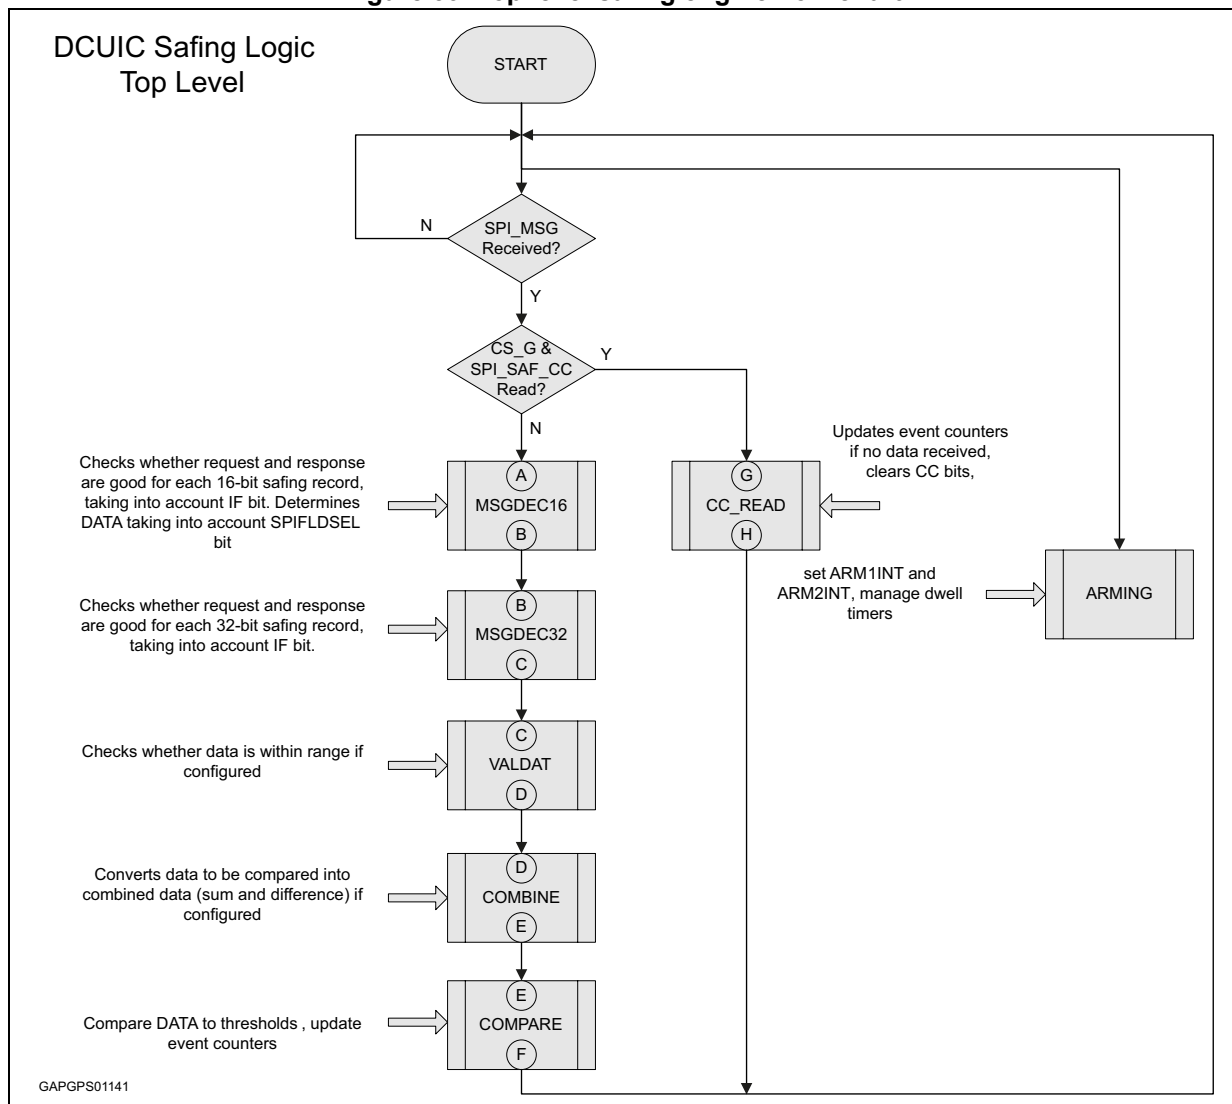 DCUIC Safing Logic
Top Level
START
N
SPI_MSG
Received?
Y
CS_G &
SPI_SAF_CC
Read?
Y
N
Checks whether request and response
are good for each 16-bit safing record,
taking into account IF bit. Determines
DATA taking into account SPIFLDSEL
bit
A
MSGDEC16
B
Updates event counters
if no data received,
clears CC bits,
G
CC_READ
H
set ARM1INT and
ARM2INT, manage dwell
timers
ARMING
Checks whether request and response
are good for each 32-bit safing record,
taking into account IF bit.
B
MSGDEC32
C
Checks whether data is within range if
configured
C
VALDAT
D
Converts data to be compared into
combined data (sum and difference) if
configured
D
COMBINE
E
Compare DATA to thresholds , update
event counters
E
COMPARE
F
GAPGPS01141